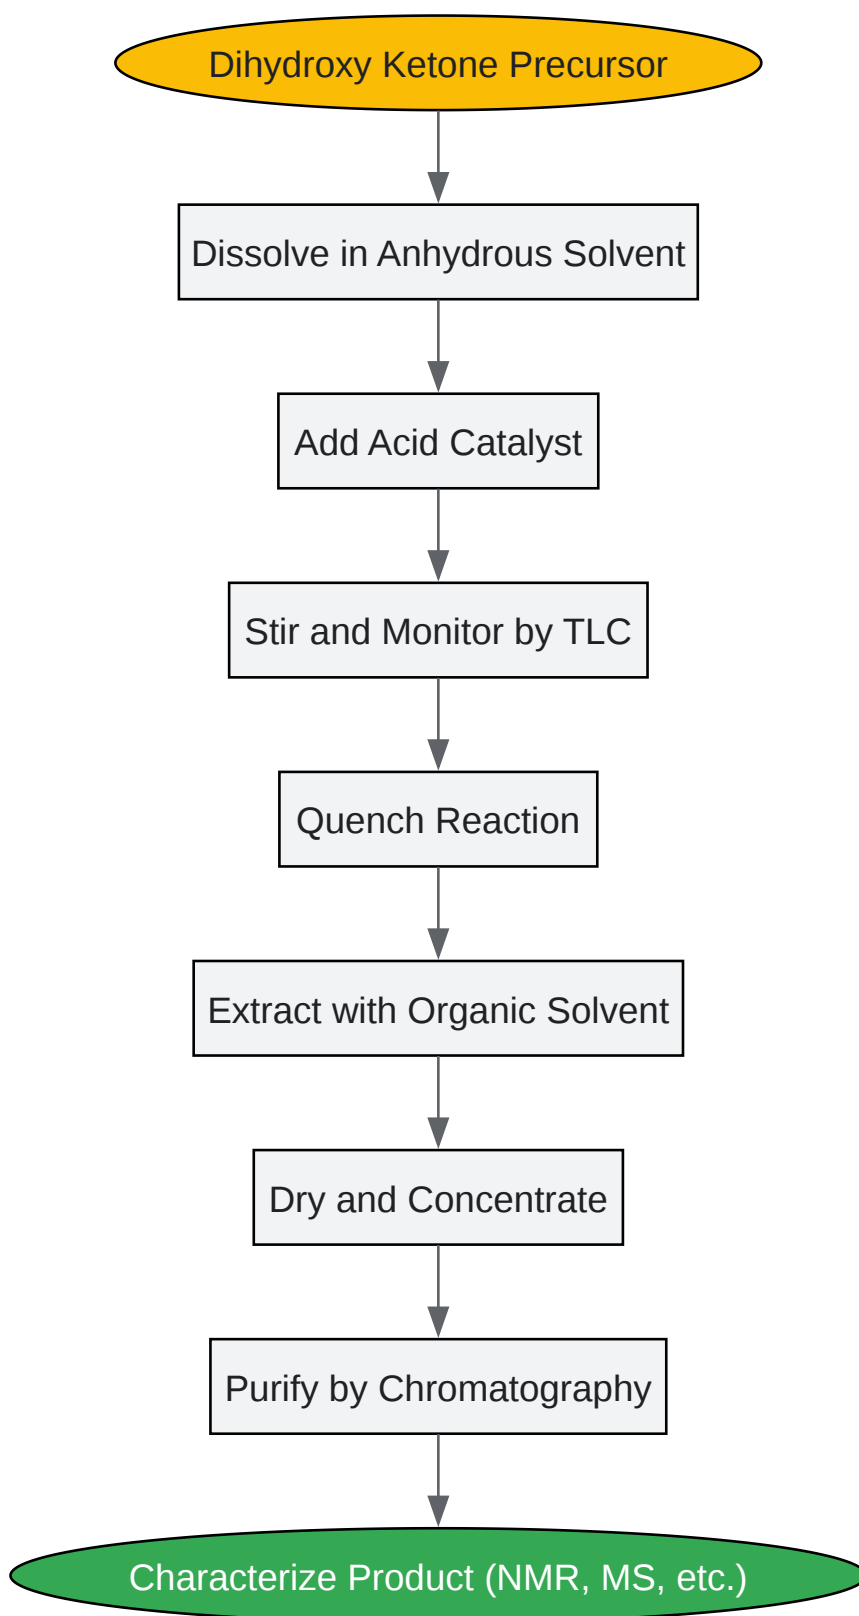 Dihydroxy Ketone Precursor
Dissolve in Anhydrous Solvent
Add Acid Catalyst
Stir and Monitor by TLC
Quench Reaction
Extract with Organic Solvent
Dry and Concentrate
Purify by Chromatography
Characterize Product (NMR, MS, etc.)